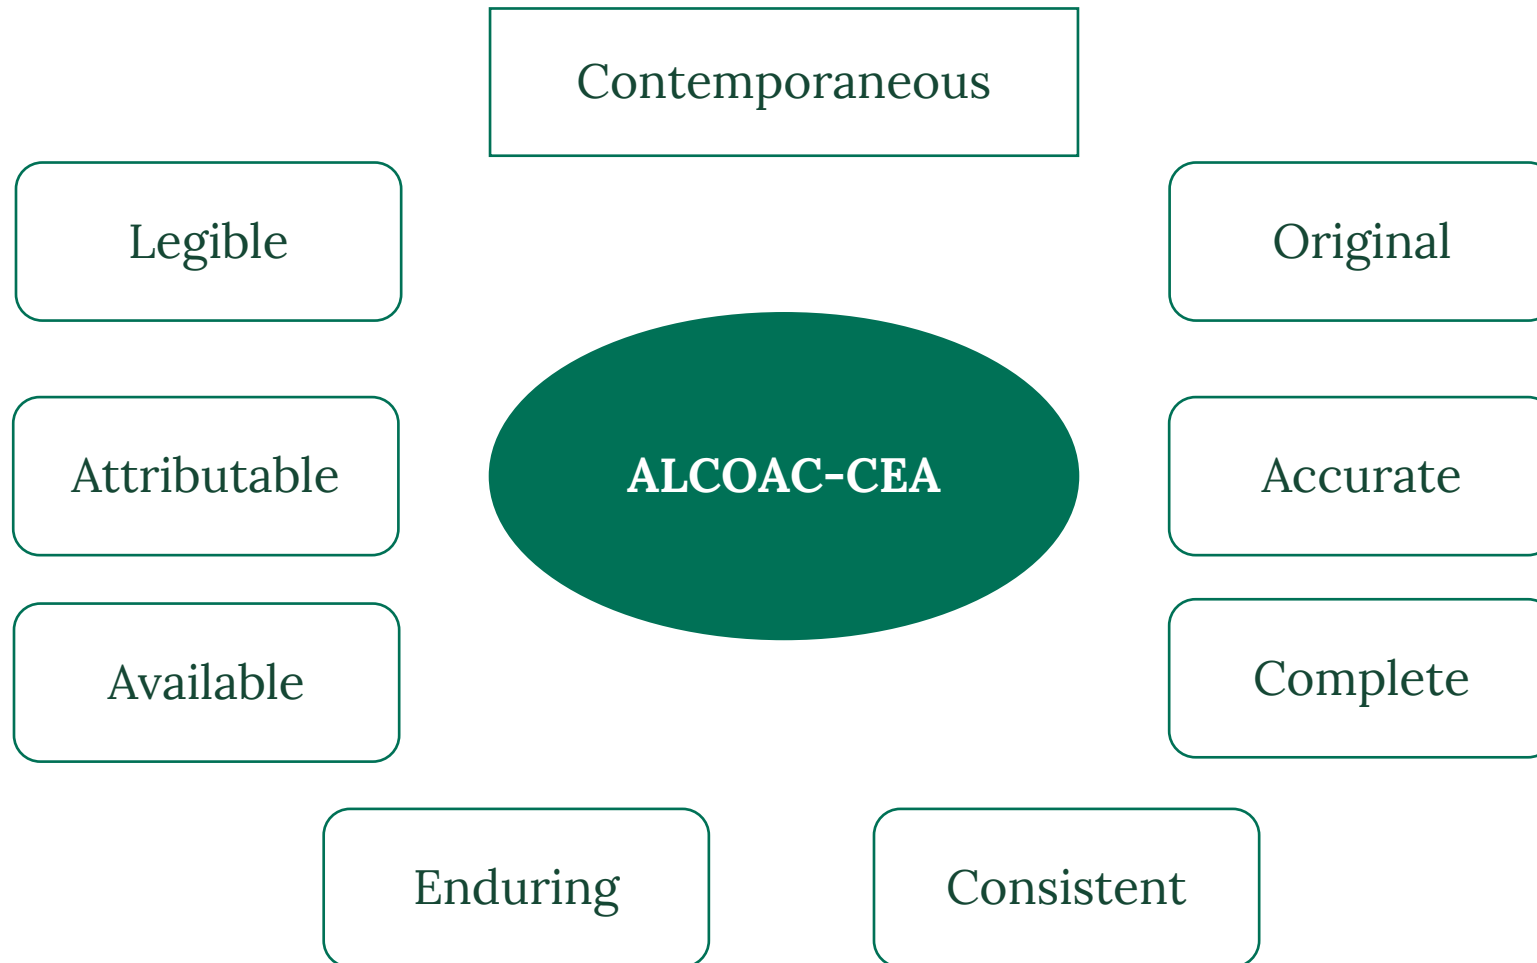 Contemporaneous
Legible
Original
Attributable
ALCOAC-CEA
Accurate
Available
Complete
Enduring
Consistent